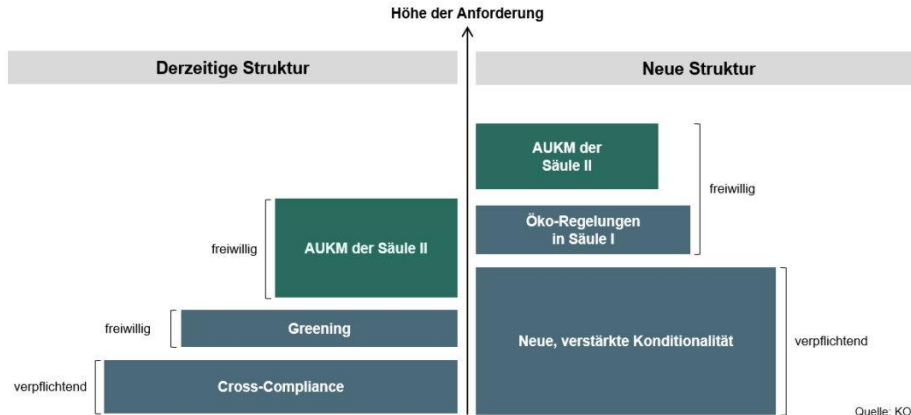 Höhe der Anforderung
Derzeitige Struktur
Neue Struktur
AUKM der
Säule II
freiwillig
Öko-Regelungen
in Säule I
freiwillig
AUKM der Säule II
freiwillig
Greening
Neue, verstärkte Konditionalität
verpflichtend
verpflichtend
Cross-Compliance
Quelle: KO